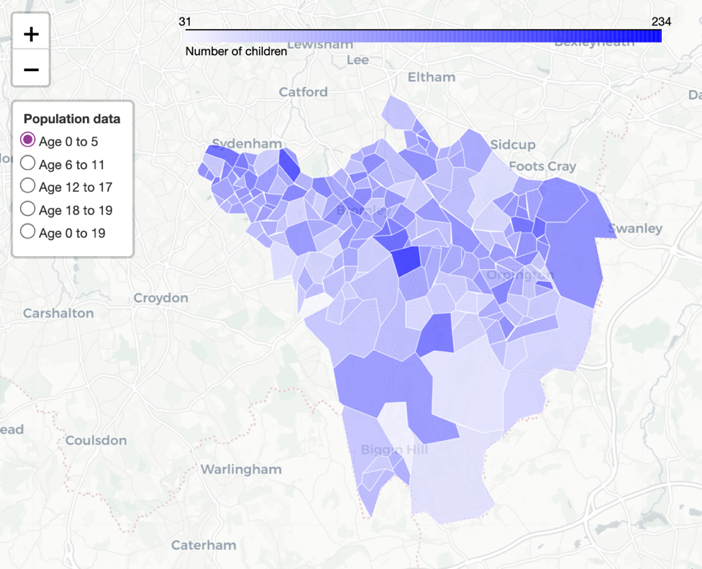 +
−
31
234
Number of children
Lewisham
Bexleyheath
Lee
Eltham
Catford
Population data
Age 0 to 5
Age 6 to 11
Age 12 to 17
Age 18 to 19
Age 0 to 19
Sydenham
Sidcup
Foots Cray
Bromley
Swanley
Orpington
Croydon
Carshalton
Coulsdon
Biggin Hill
Warlingham
Caterham